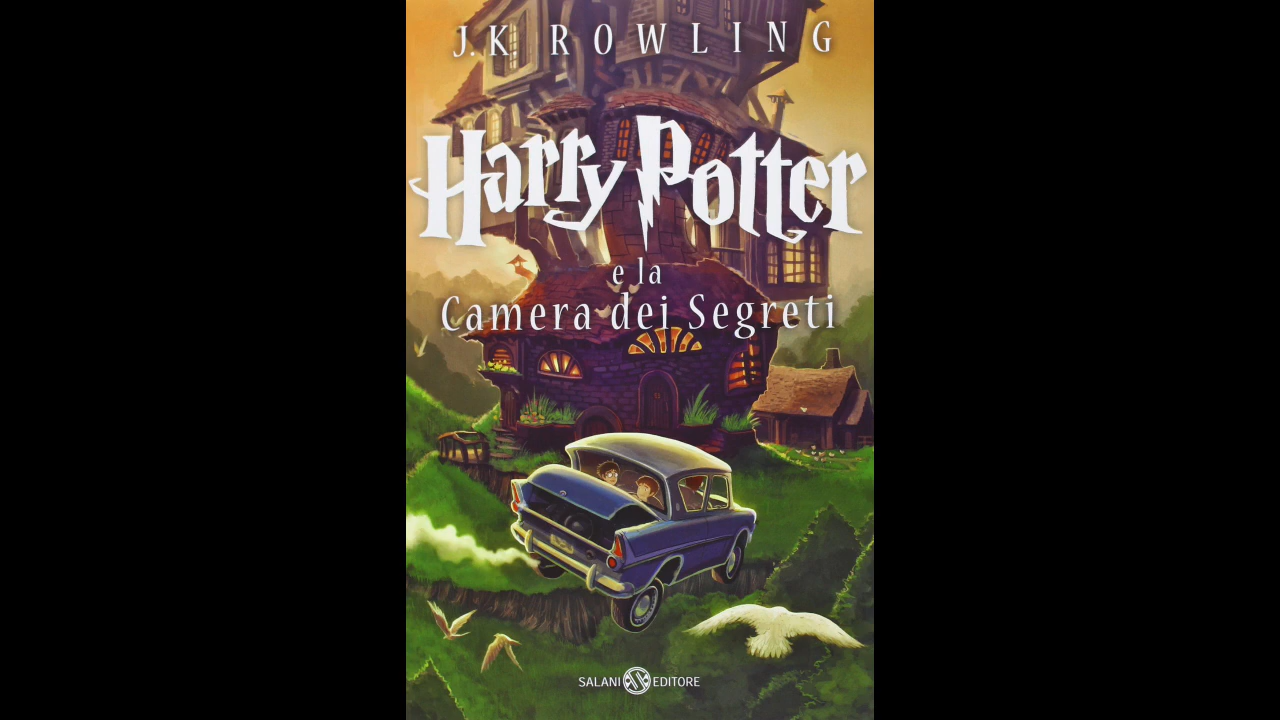 J.K. ROWLING
Harry Potter
e la
Camera dei Segreti
SALANI EDITORE